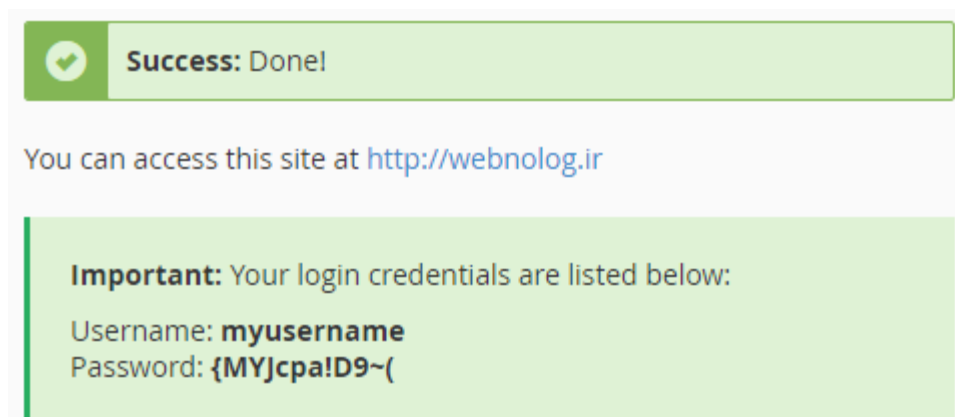 Success: Done!
You can access this site at http://webnolog.ir
Important: Your login credentials are listed below:
Username: myusername
Password: {MYJcpa!D9~(